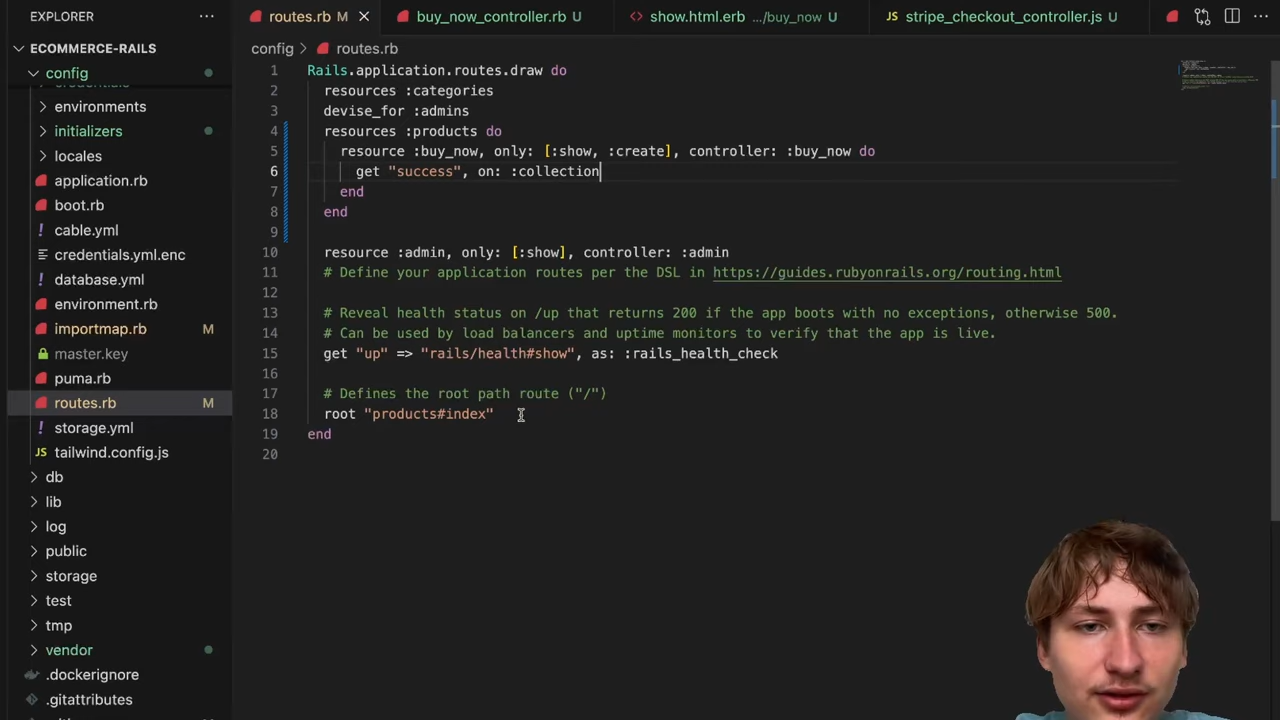 EXPLORER
ECOMMERCE-RAILS
config
environments
initializers
locales
application.rb
boot.rb
cable.yml
credentials.yml.enc
database.yml
environment.rb
importmap.rb M
master.key
puma.rb
routes.rb M
storage.yml
JS tailwind.config.js
db
lib
log
public
storage
test
tmp
vendor
.dockerignore
.gitattributes
routes.rb M
buy_now_controller.rb U
show.html.erb .../buy_now U
JS stripe_checkout_controller.js U
config > routes.rb
1 Rails.application.routes.draw do
2 resources :categories
3 devise_for :admins
4 resources :products do
5 resource :buy_now, only: [:show, :create], controller: :buy_now do
6 get "success", on: :collection
7 end
8 end
9
10 resource :admin, only: [:show], controller: :admin
11 # Define your application routes per the DSL in https://guides.rubyonrails.org/routing.html
12
13 # Reveal health status on /up that returns 200 if the app boots with no exceptions, otherwise 500.
14 # Can be used by load balancers and uptime monitors to verify that the app is live.
15 get "up" => "rails/health#show", as: :rails_health_check
16
17 # Defines the root path route ("/")
18 root "products#index"
19 end
20